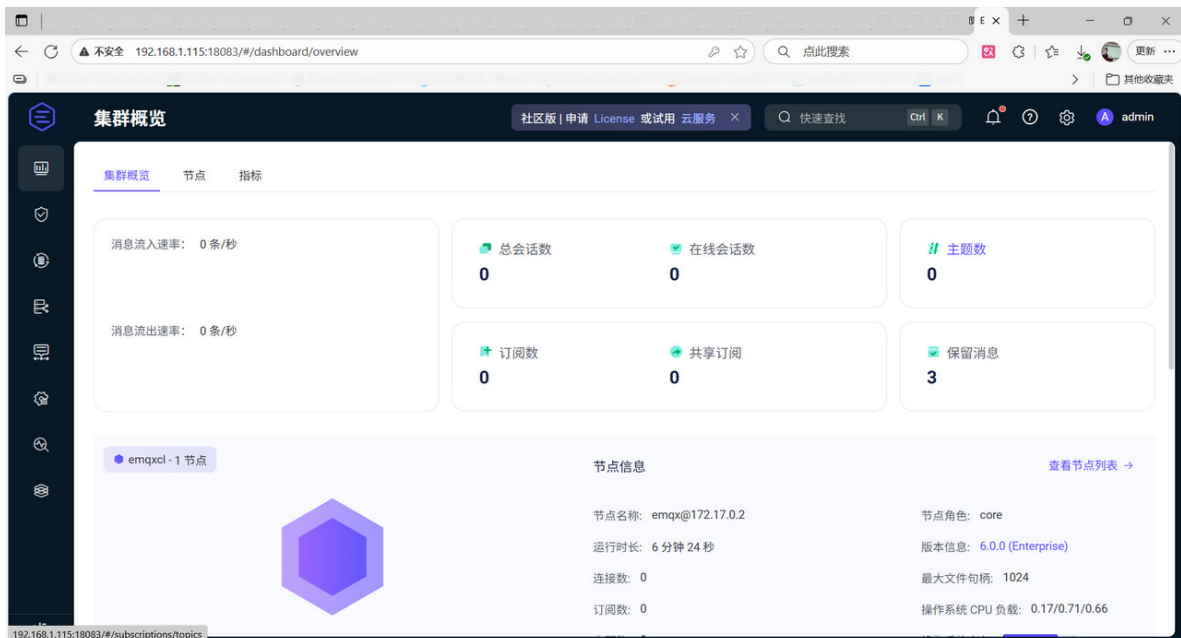 E
不安全 192.168.1.115:18083/#/dashboard/overview
点此搜索
更新
其他收藏夹
集群概览
社区版 | 申请 License 或试用 云服务
快速查找
Ctrl K
A admin
集群概览 节点 指标
消息流入速率： 0 条/秒
消息流出速率： 0 条/秒
总会话数
0
在线会话数
0
主题数
0
订阅数
0
共享订阅
0
保留消息
3
emqxcl - 1 节点
节点信息
查看节点列表
节点名称: emqx@172.17.0.2
节点角色: core
运行时长: 6 分钟 24 秒
版本信息: 6.0.0 (Enterprise)
连接数: 0
最大文件句柄: 1024
订阅数: 0
操作系统 CPU 负载: 0.17/0.71/0.66
192.168.1.115:18083/#/subscriptions/topics